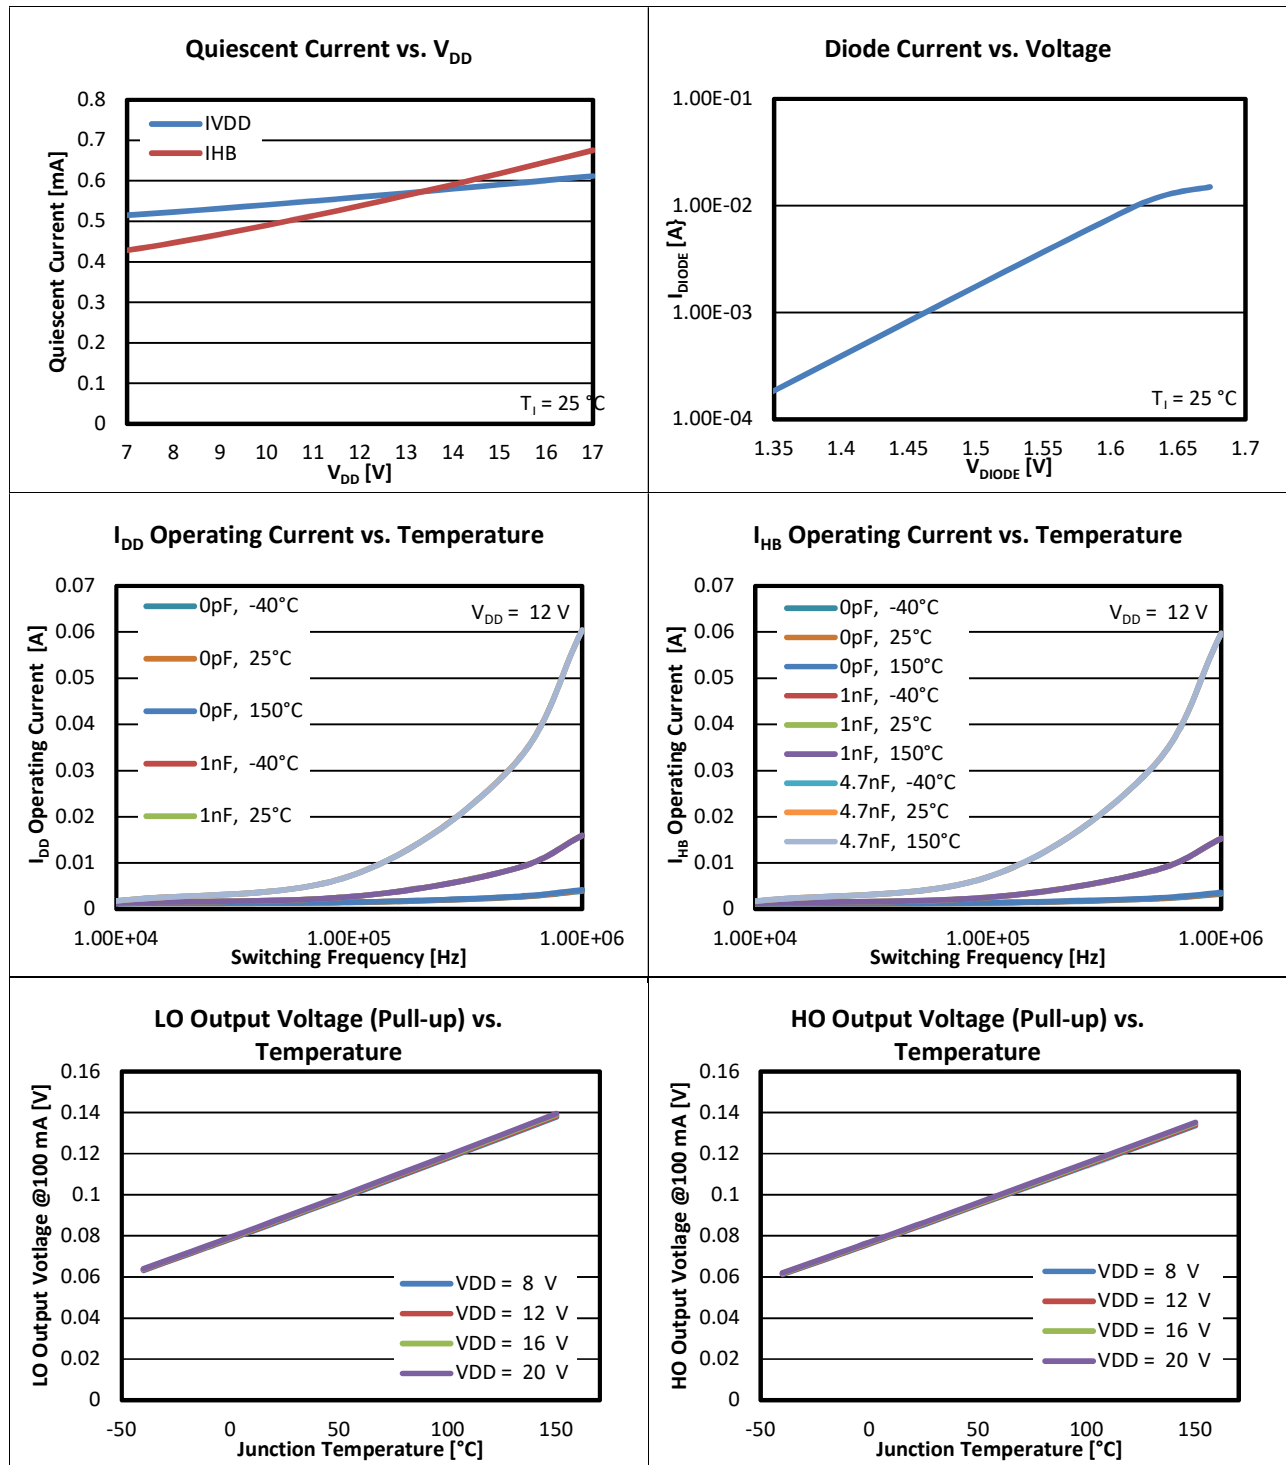 Quiescent Current vs. VDD
Quiescent Current [mA]
0.8
0.7
0.6
0.5
0.4
0.3
0.2
0.1
0
IVDD
IHB
TI = 25 °C
7 8 9 10 11 12 13 14 15 16 17
VDD [V]
Diode Current vs. Voltage
IDIODE [A}
1.00E-01
1.00E-02
1.00E-03
1.00E-04
TI = 25 °C
1.35 1.4 1.45 1.5 1.55 1.6 1.65 1.7
VDIODE [V]
IDD Operating Current vs. Temperature
IDD Operating Current [A]
0.07
0.06
0.05
0.04
0.03
0.02
0.01
0
0pF, -40°C
0pF, 25°C
0pF, 150°C
1nF, -40°C
1nF, 25°C
VDD = 12 V
1.00E+04 1.00E+05 1.00E+06
Switching Frequency [Hz]
IHB Operating Current vs. Temperature
IHB Operating Current [A]
0.07
0.06
0.05
0.04
0.03
0.02
0.01
0
0pF, -40°C
0pF, 25°C
0pF, 150°C
1nF, -40°C
1nF, 25°C
1nF, 150°C
4.7nF, -40°C
4.7nF, 25°C
4.7nF, 150°C
VDD = 12 V
1.00E+04 1.00E+05 1.00E+06
Switching Frequency [Hz]
LO Output Voltage (Pull-up) vs.
Temperature
LO Output Votlage @100 mA [V]
0.16
0.14
0.12
0.1
0.08
0.06
0.04
0.02
0
VDD = 8 V
VDD = 12 V
VDD = 16 V
VDD = 20 V
-50 0 50 100 150
Junction Temperature [°C]
HO Output Voltage (Pull-up) vs.
Temperature
HO Output Votlage @100 mA [V]
0.16
0.14
0.12
0.1
0.08
0.06
0.04
0.02
0
VDD = 8 V
VDD = 12 V
VDD = 16 V
VDD = 20 V
-50 0 50 100 150
Junction Temperature [°C]